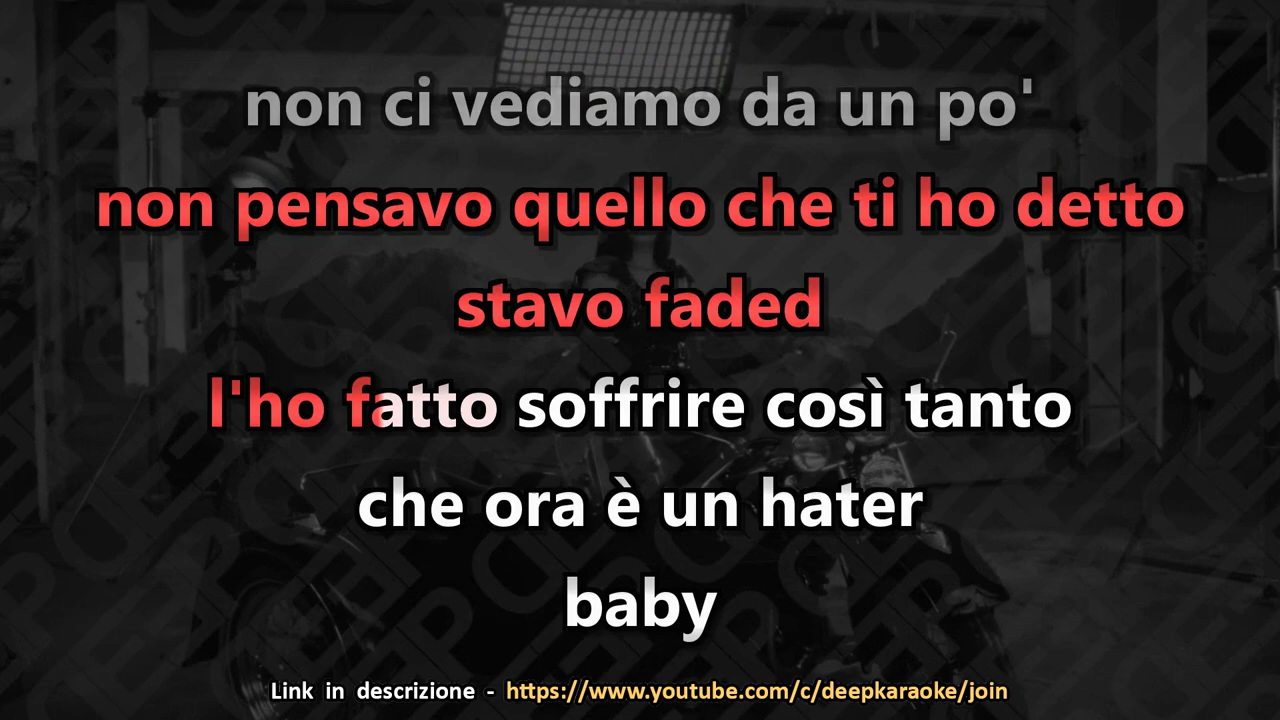 non ci vediamo da un po'
non pensavo quello che ti ho detto
stavo faded
l'ho fatto soffrire così tanto
che ora è un hater
baby
Link in descrizione - https://www.youtube.com/c/deepkaraoke/join